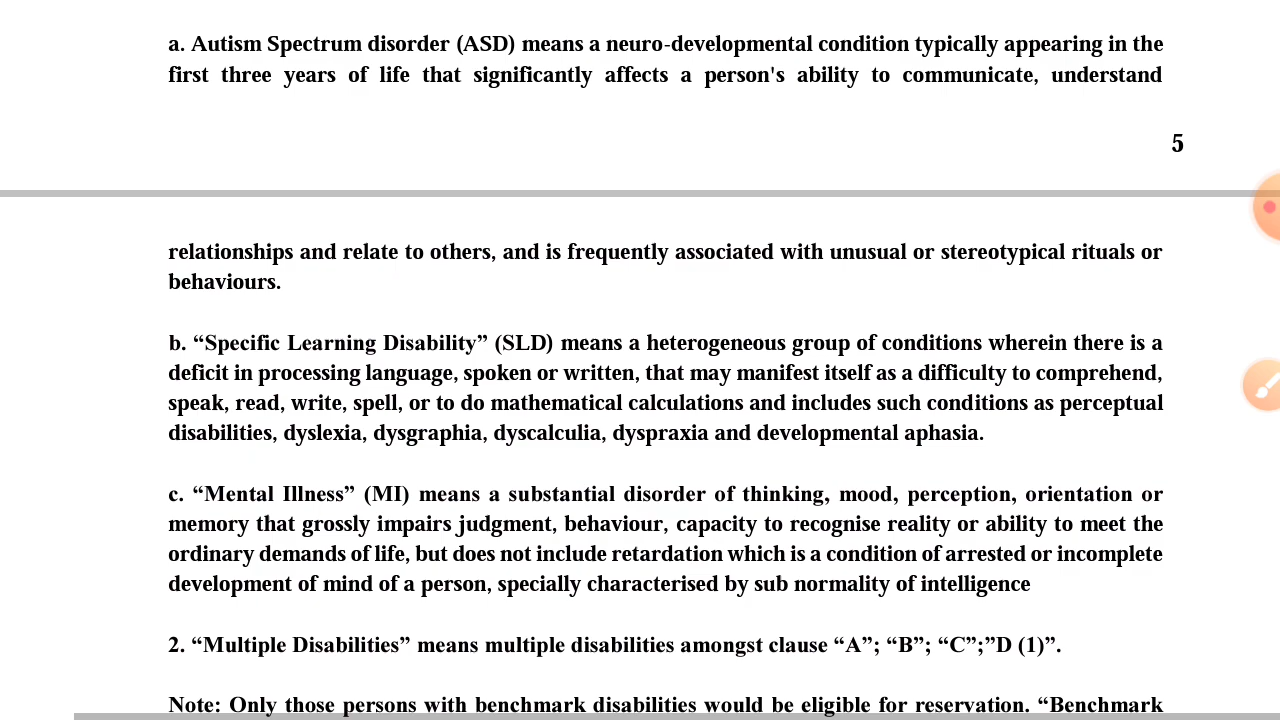 a. Autism Spectrum disorder (ASD) means a neuro-developmental condition typically appearing in the
first three years of life that significantly affects a person's ability to communicate, understand
5
relationships and relate to others, and is frequently associated with unusual or stereotypical rituals or
behaviours.
b. “Specific Learning Disability” (SLD) means a heterogeneous group of conditions wherein there is a
deficit in processing language, spoken or written, that may manifest itself as a difficulty to comprehend,
speak, read, write, spell, or to do mathematical calculations and includes such conditions as perceptual
disabilities, dyslexia, dysgraphia, dyscalculia, dyspraxia and developmental aphasia.
c. “Mental Illness” (MI) means a substantial disorder of thinking, mood, perception, orientation or
memory that grossly impairs judgment, behaviour, capacity to recognise reality or ability to meet the
ordinary demands of life, but does not include retardation which is a condition of arrested or incomplete
development of mind of a person, specially characterised by sub normality of intelligence
2. “Multiple Disabilities” means multiple disabilities amongst clause “A”; “B”; “C”;”D (1)”.
Note: Only those persons with benchmark disabilities would be eligible for reservation. “Benchmark